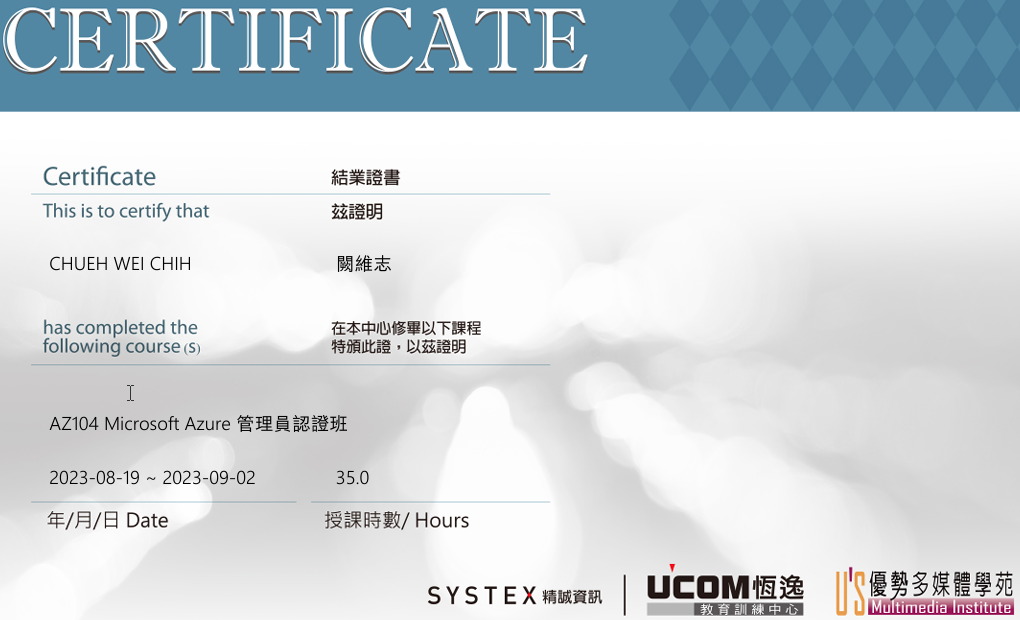 CERTIFICATE
Certificate
結業證書
This is to certify that
茲證明
CHUEH WEI CHIH
闕維志
has completed the
following course (S)
在本中心修畢以下課程
特頒此證，以茲證明
AZ104 Microsoft Azure 管理員認證班
2023-08-19 ~ 2023-09-02
35.0
年/月/日 Date
授課時數/ Hours
SYSTEX 精誠資訊
UCOM 恆逸
教育訓練中心
U'S 優勢多媒體學苑
Multimedia Institute